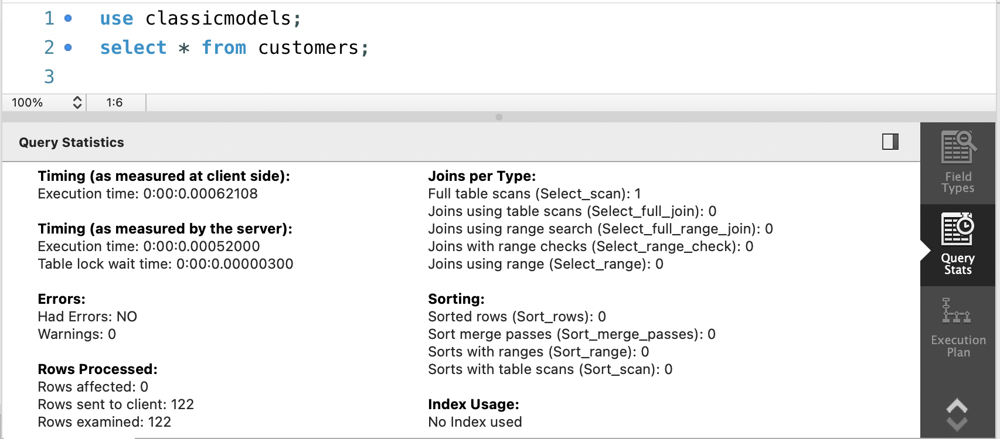 1 use classicmodels;
2 select * from customers;
3
100% 1:6
Query Statistics
Timing (as measured at client side):
Execution time: 0:00:0.00062108
Timing (as measured by the server):
Execution time: 0:00:0.00052000
Table lock wait time: 0:00:0.00000300
Errors:
Had Errors: NO
Warnings: 0
Rows Processed:
Rows affected: 0
Rows sent to client: 122
Rows examined: 122
Joins per Type:
Full table scans (Select_scan): 1
Joins using table scans (Select_full_join): 0
Joins using range search (Select_full_range_join): 0
Joins with range checks (Select_range_check): 0
Joins using range (Select_range): 0
Sorting:
Sorted rows (Sort_rows): 0
Sort merge passes (Sort_merge_passes): 0
Sorts with ranges (Sort_range): 0
Sorts with table scans (Sort_scan): 0
Index Usage:
No Index used
Field
Types
Query
Stats
Execution
Plan